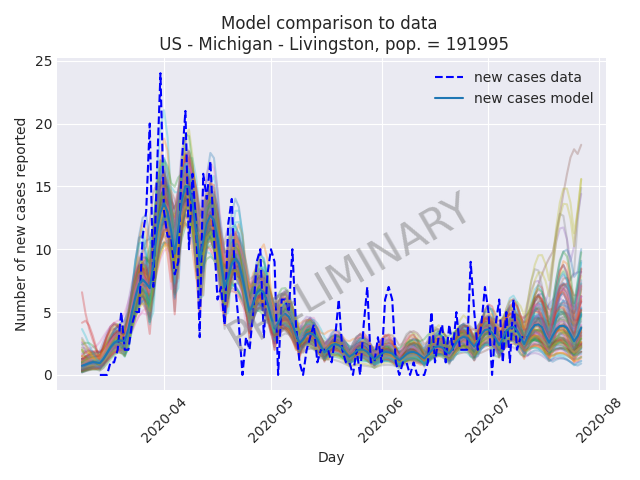 Model comparison to data
US - Michigan - Livingston, pop. = 191995
25
20
15
10
5
0
Number of new cases reported
new cases data
new cases model
PRELIMINARY
2020-04
2020-05
2020-06
2020-07
2020-08
Day